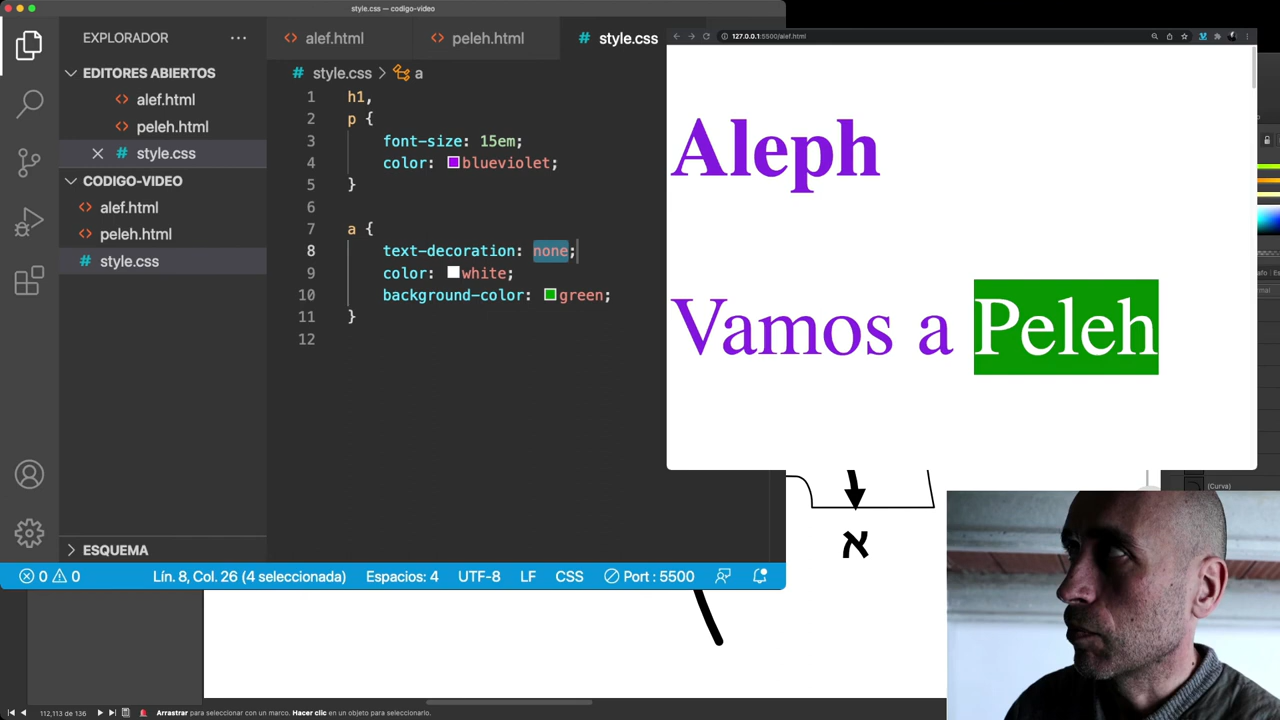 style.css — codigo-video
EXPLORADOR
EDITORES ABIERTOS
alef.html
peleh.html
style.css
CODIGO-VIDEO
alef.html
peleh.html
style.css
ESQUEMA
alef.html
peleh.html
style.css
style.css > a
1 h1,
2 p {
3 font-size: 15em;
4 color: blueviolet;
5 }
6
7 a {
8 text-decoration: none;
9 color: white;
10 background-color: green;
11 }
12
0 0
Lín. 8, Col. 26 (4 seleccionada)
Espacios: 4
UTF-8
LF
CSS
Port : 5500
127.0.0.1:5500/alef.html
Aleph
Vamos a Peleh
(Curva)
א
112,113 de 136
Arrastrar para seleccionar con un marco. Hacer clic en un objeto para seleccionarlo.